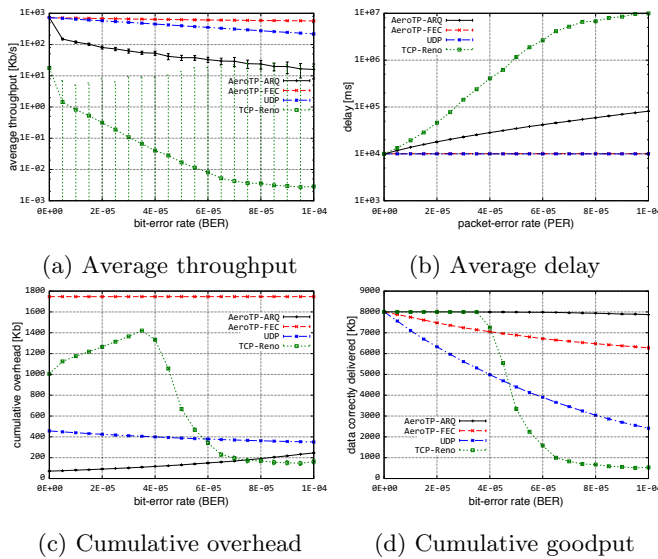 average throughput [Kb/s]
1E+03
1E+02
1E+01
1E+00
1E-01
1E-02
1E-03
0E+00 2E-05 4E-05 6E-05 8E-05 1E-04
bit-error rate (BER)
AeroTP-ARQ
AeroTP-FEC
UDP
TCP-Reno
(a) Average throughput
delay [ms]
1E+07
1E+06
1E+05
1E+04
1E+03
0E+00 2E-05 4E-05 6E-05 8E-05 1E-04
packet-error rate (PER)
AeroTP-ARQ
AeroTP-FEC
UDP
TCP-Reno
(b) Average delay
cumulative overhead [Kb]
1800
1600
1400
1200
1000
800
600
400
200
0
0E+00 2E-05 4E-05 6E-05 8E-05 1E-04
bit-error rate (BER)
AeroTP-ARQ
AeroTP-FEC
UDP
TCP-Reno
(c) Cumulative overhead
data correctly delivered [Kb]
9000
8000
7000
6000
5000
4000
3000
2000
1000
0
0E+00 2E-05 4E-05 6E-05 8E-05 1E-04
bit-error rate (BER)
AeroTP-ARQ
AeroTP-FEC
UDP
TCP-Reno
(d) Cumulative goodput